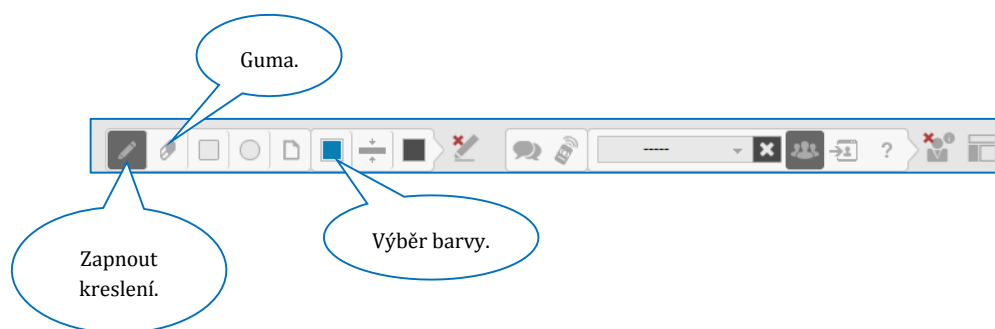 Guma.
-----
?
Výběr barvy.
Zapnout
kreslení.